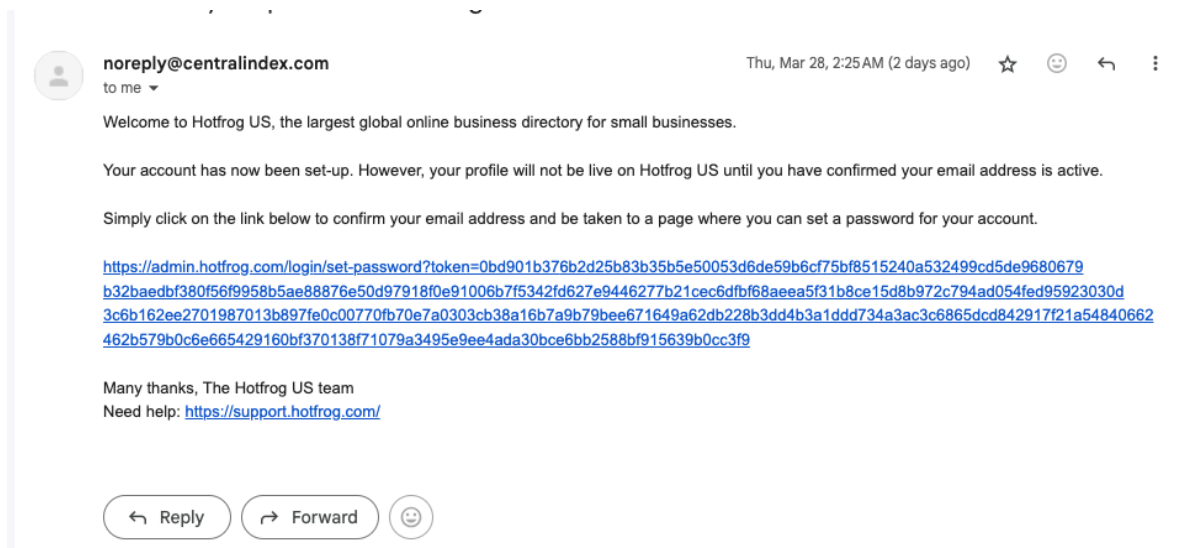 noreply@centralindex.com
Thu, Mar 28, 2:25 AM (2 days ago)
to me
Welcome to Hotfrog US, the largest global online business directory for small businesses.
Your account has now been set-up. However, your profile will not be live on Hotfrog US until you have confirmed your email address is active.
Simply click on the link below to confirm your email address and be taken to a page where you can set a password for your account.
https://admin.hotfrog.com/login/set-password?token=0bd901b376b2d25b83b35b5e50053d6de59b6cf75bf8515240a532499cd5de9680679
b32baedbf380f56f9958b5ae88876e50d97918f0e91006b7f5342fd627e9446277b21cec6dfbf68aeea5f31b8ce15d8b972c794ad054fed95923030d
3c6b162ee2701987013b897fe0c00770fb70e7a0303cb38a16b7a9b79bee671649a62db228b3dd4b3a1ddd734a3ac3c6865dcd842917f21a54840662
462b579b0c6e665429160bf370138f71079a3495e9ee4ada30bce6bb2588bf915639b0cc3f9
Many thanks, The Hotfrog US team
Need help: https://support.hotfrog.com/
Reply
Forward